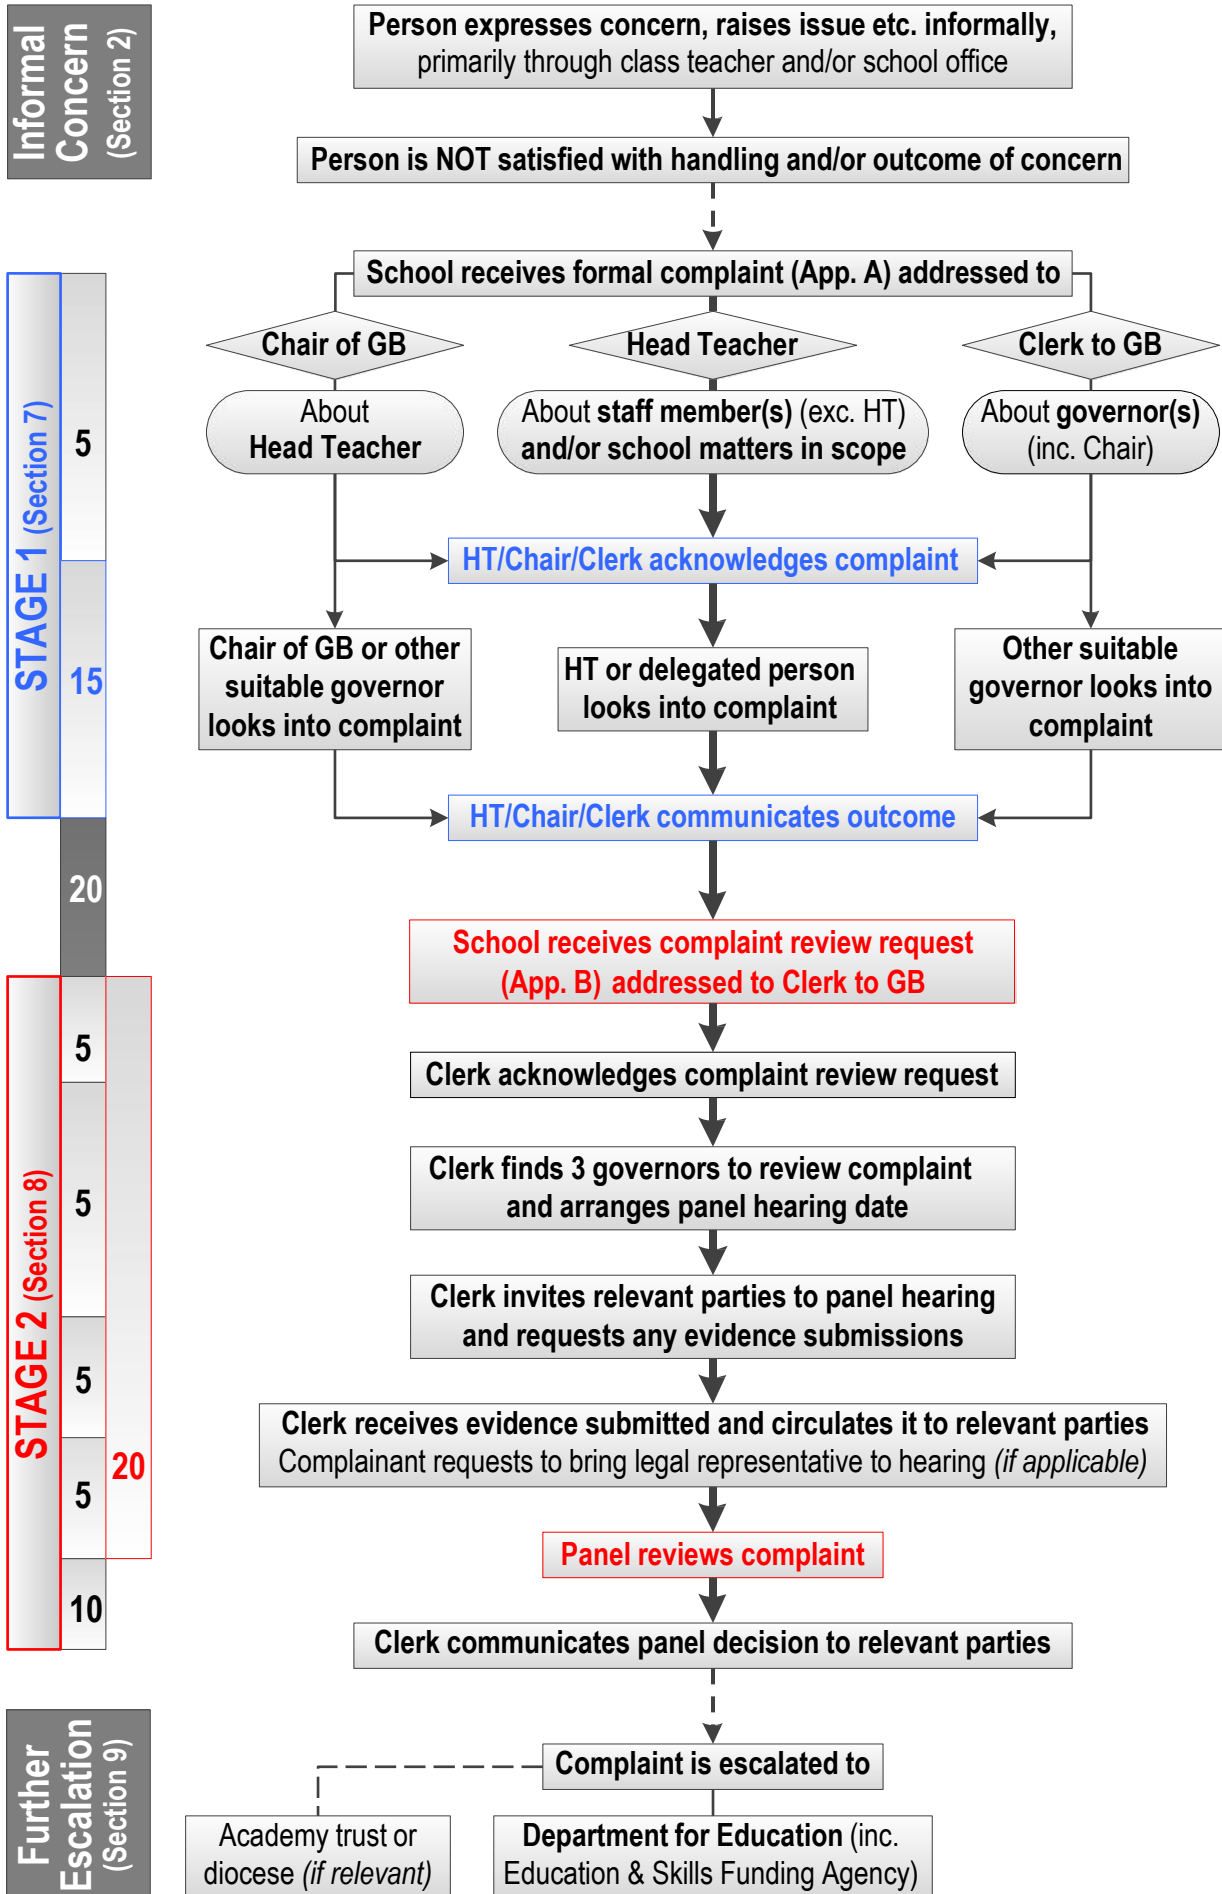 Informal
Concern
(Section 2)
Person expresses concern, raises issue etc. informally,
primarily through class teacher and/or school office
Person is NOT satisfied with handling and/or outcome of concern
STAGE 1 (Section 7)
5
15
School receives formal complaint (App. A) addressed to
Chair of GB
Head Teacher
Clerk to GB
About
Head Teacher
About staff member(s) (exc. HT)
and/or school matters in scope
About governor(s)
(inc. Chair)
HT/Chair/Clerk acknowledges complaint
Chair of GB or other
suitable governor
looks into complaint
HT or delegated person
looks into complaint
Other suitable
governor looks into
complaint
HT/Chair/Clerk communicates outcome
20
School receives complaint review request
(App. B) addressed to Clerk to GB
STAGE 2 (Section 8)
5
5
5
5
20
10
Clerk acknowledges complaint review request
Clerk finds 3 governors to review complaint
and arranges panel hearing date
Clerk invites relevant parties to panel hearing
and requests any evidence submissions
Clerk receives evidence submitted and circulates it to relevant parties
Complainant requests to bring legal representative to hearing (if applicable)
Panel reviews complaint
Clerk communicates panel decision to relevant parties
Further
Escalation
(Section 9)
Complaint is escalated to
Academy trust or
diocese (if relevant)
Department for Education (inc.
Education & Skills Funding Agency)